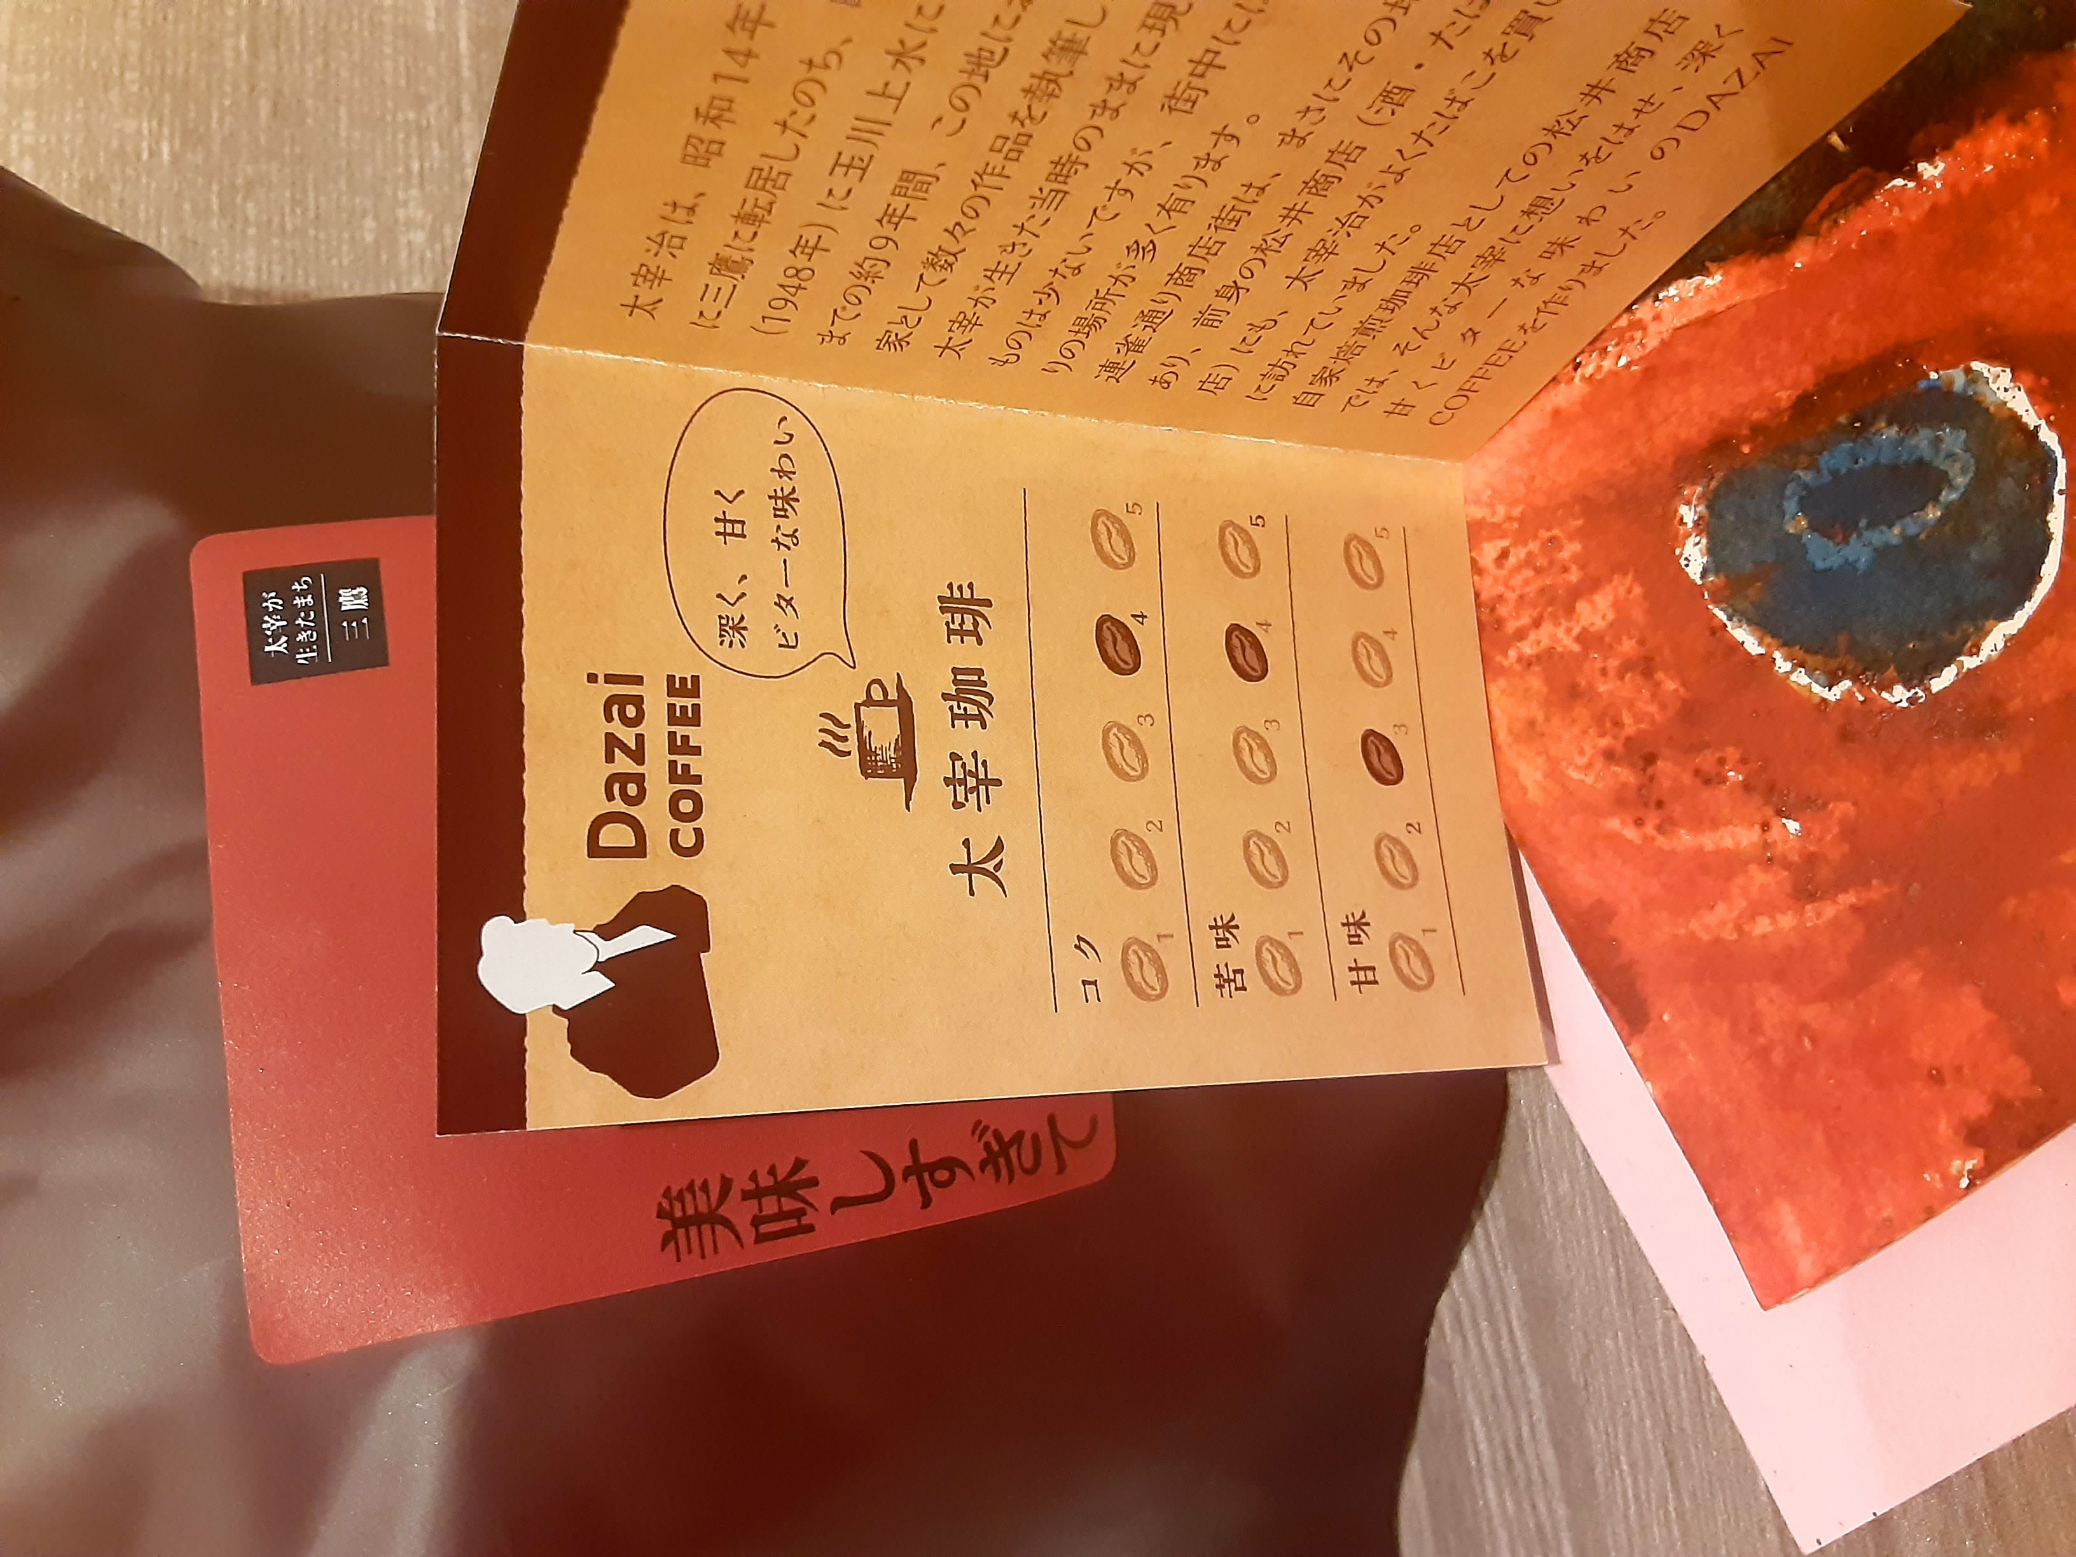 太宰が
生きたまち
三鷹
美味しすぎて
Dazai
COFFEE
深く、甘く
ビターな味わい
太宰珈琲
コク
1 2 3 4 5
苦味
1 2 3 4 5
甘味
1 2 3 4 5
太宰治は、昭和14年
に三鷹に転居したのち、
(1948年)に玉川上水に
までの約9年間、この地に
家として数々の作品を執筆し
太宰が生きた当時のままに現
ものは少ないですが、街中には
りの場所が多く有ります。
連雀通り商店街は、まさにその
あり、前身の松井商店(酒・たば
店)にも、太宰治がよくたばこを買い
に訪れていました。
自家焙煎珈琲店としての松井商店
では、そんな太宰に想いをはせ、深く
甘くビターな味わいのDAZAI
COFFEEを作りました。